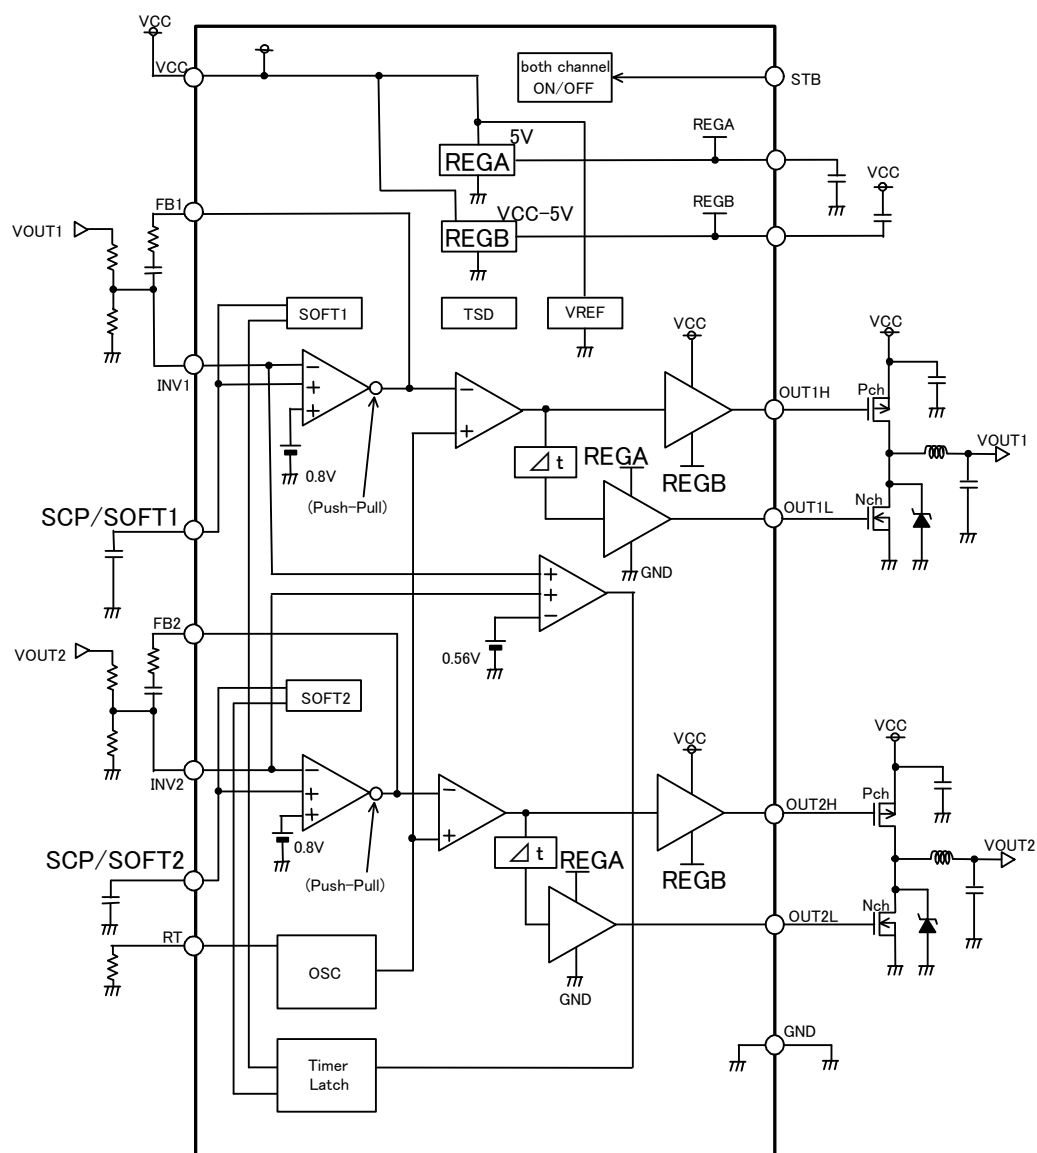 VCC
VCC
both channel
ON/OFF
STB
5V
REGA
REGA
VCC
FB1
VCC-5V
REGB
REGB
VOUT1
SOFT1
TSD
VREF
VCC
VCC
INV1
−
+
+
−
+
OUT1H
Pch
VOUT1
0.8V
⊿ t
REGA
REGB
(Push-Pull)
SCP/SOFT1
OUT1L
Nch
GND
+
+
−
FB2
VOUT2
0.56V
SOFT2
VCC
VCC
INV2
−
+
+
−
+
OUT2H
Pch
0.8V
⊿ t
REGA
REGB
VOUT2
SCP/SOFT2
(Push-Pull)
OUT2L
Nch
RT
OSC
GND
GND
Timer
Latch